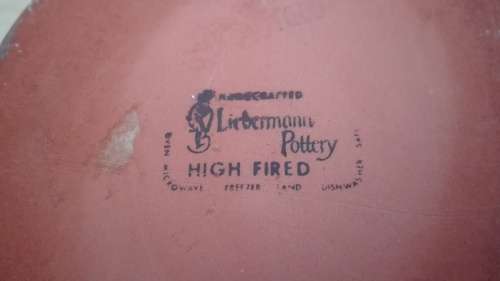 HANDCRAFTED
Liebermann
Pottery
HIGH FIRED
OVEN MICROWAVE FREEZER AND DISHWASHER SAFE